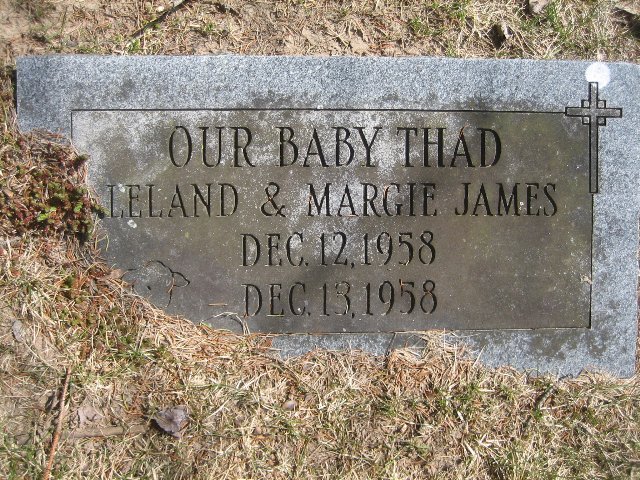 OUR BABY THAD
LELAND & MARGIE JAMES
DEC. 12, 1958
DEC. 13, 1958